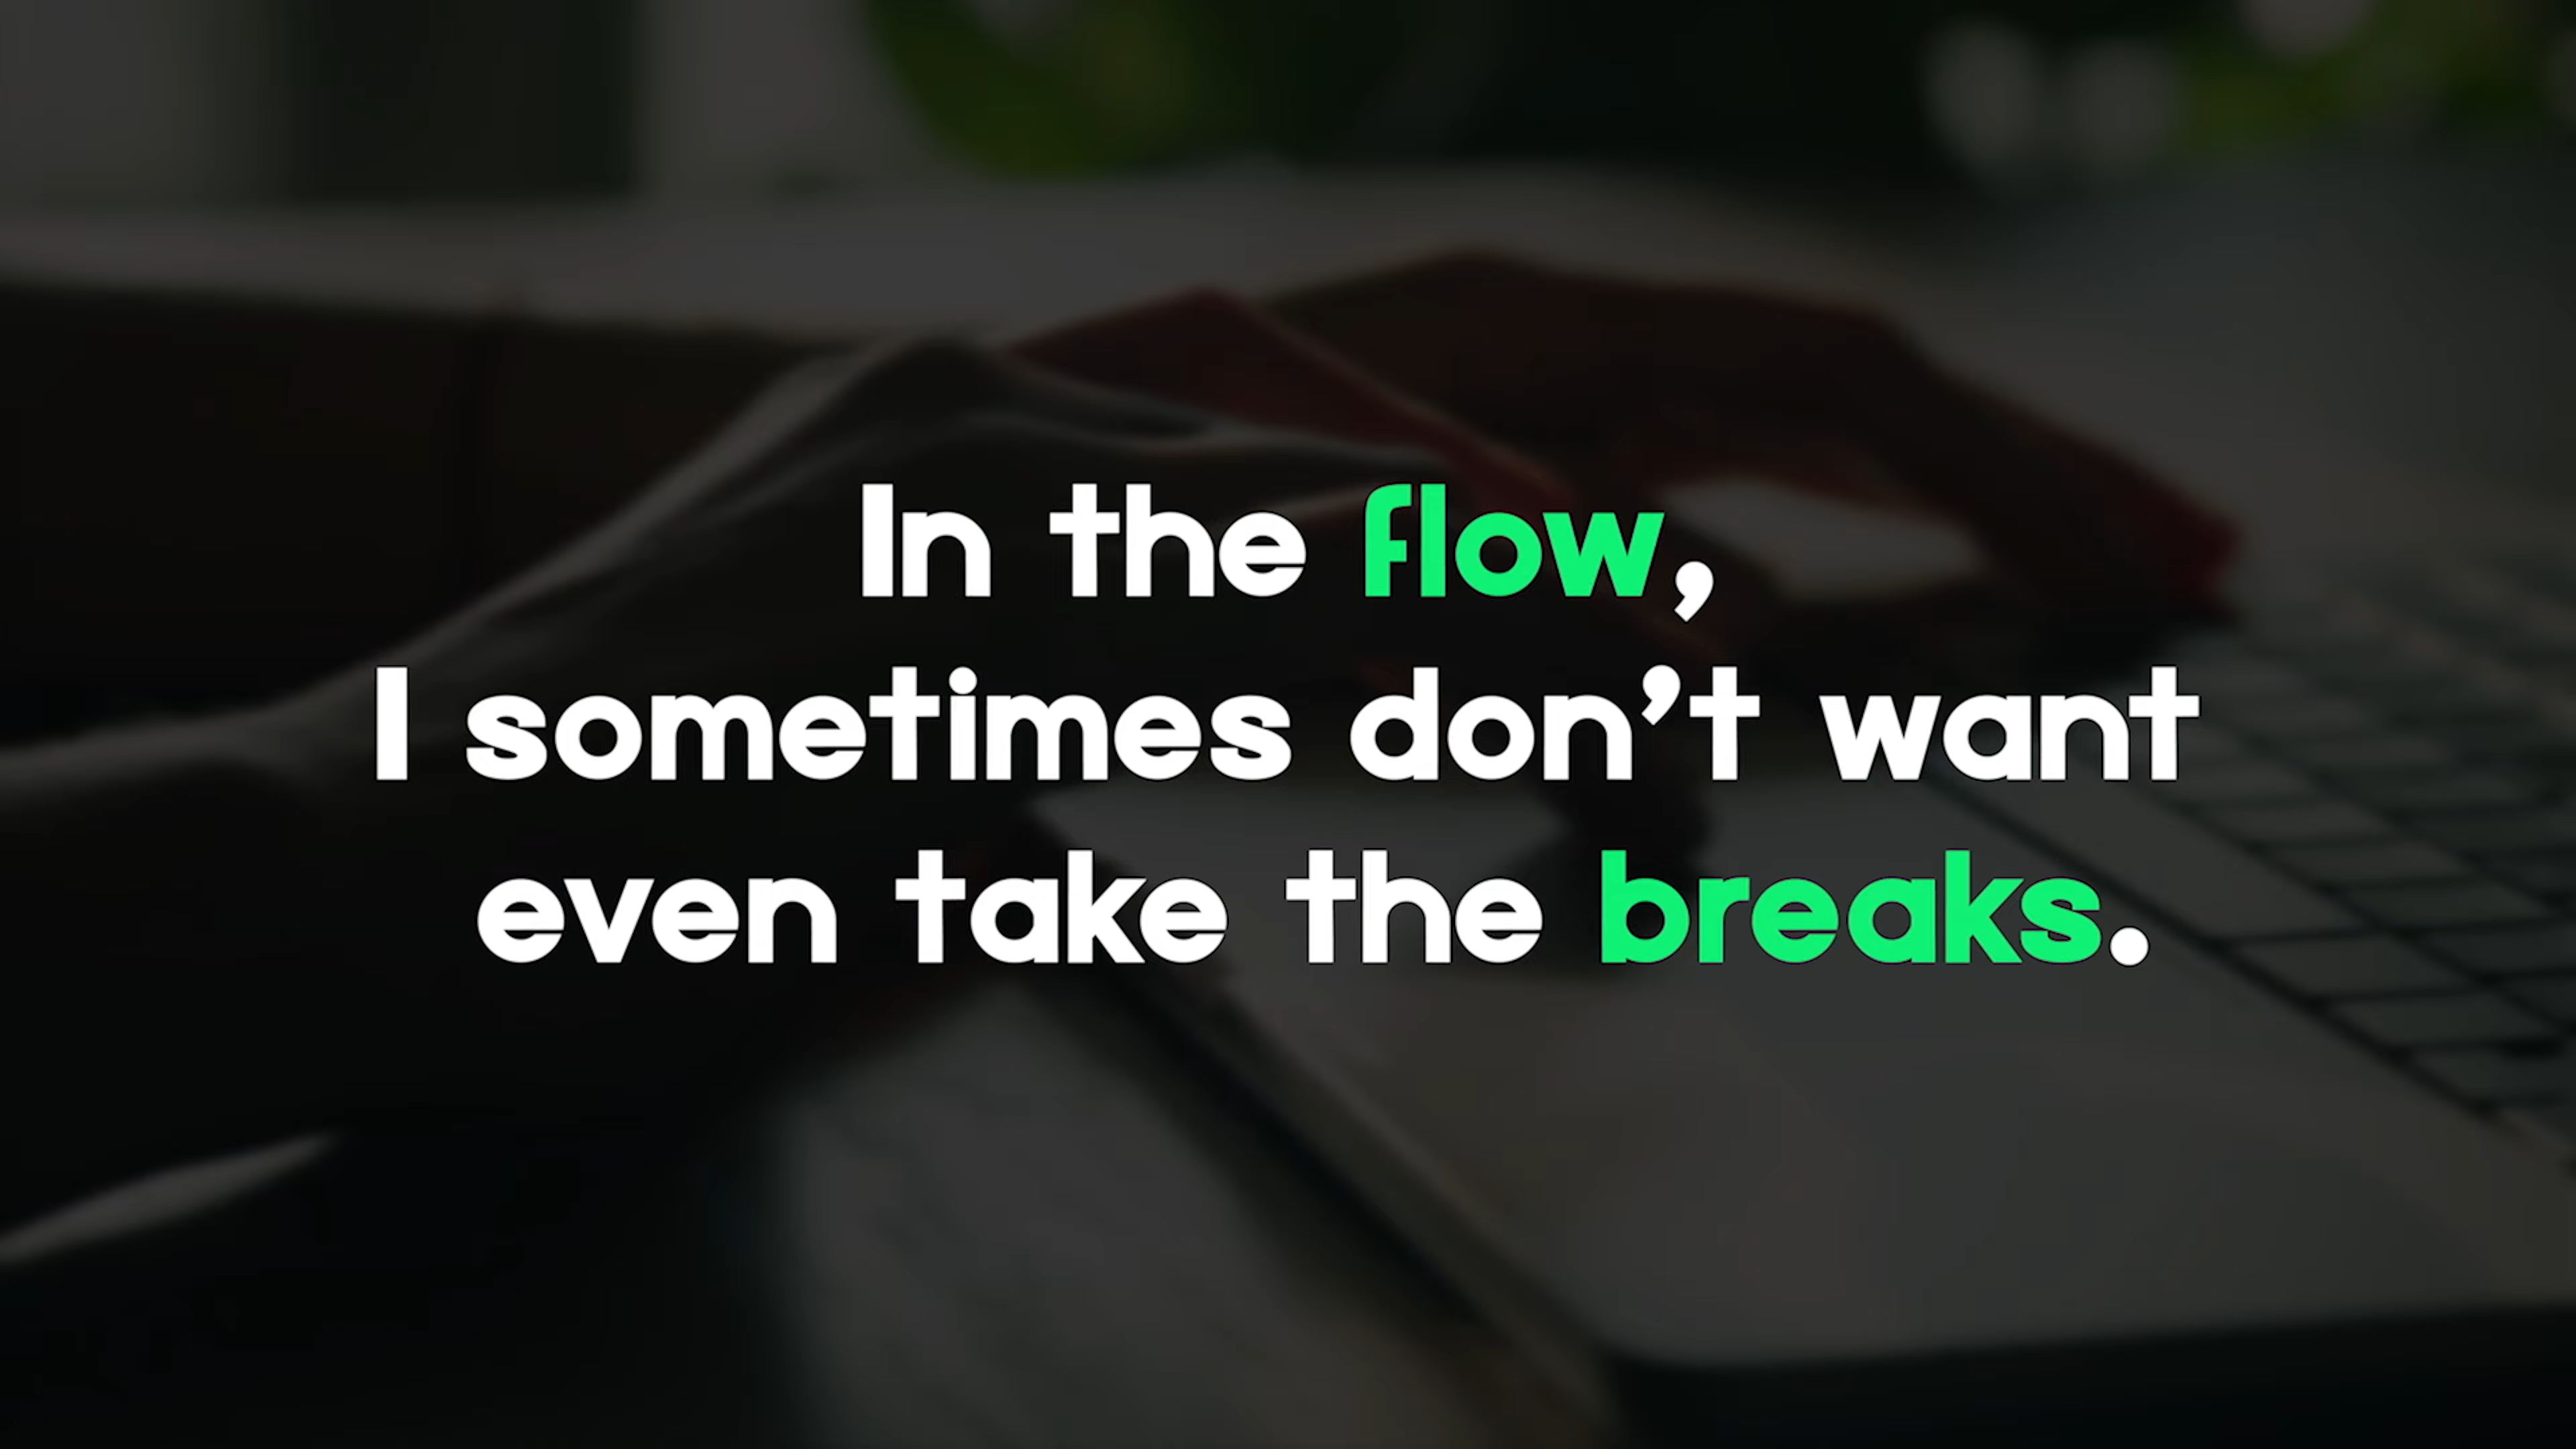 In the flow,
I sometimes don’t want
even take the breaks.